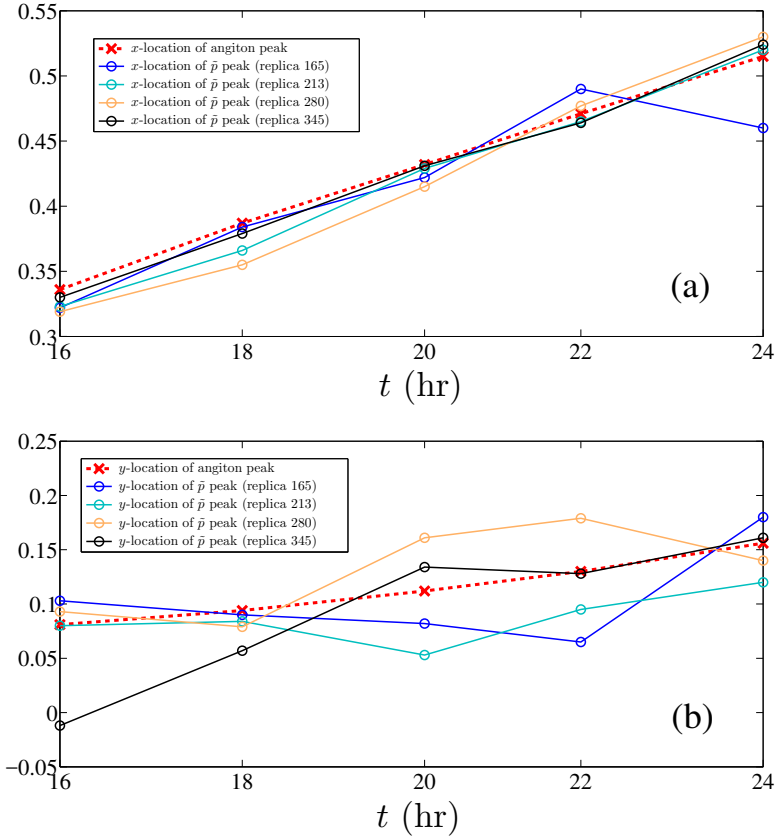 0.55
0.5
0.45
0.4
0.35
0.3
x-location of angiton peak
x-location of p̃ peak (replica 165)
x-location of p̃ peak (replica 213)
x-location of p̃ peak (replica 280)
x-location of p̃ peak (replica 345)
(a)
16 18 20 22 24
t (hr)
0.25
0.2
0.15
0.1
0.05
0
−0.05
y-location of angiton peak
y-location of p̃ peak (replica 165)
y-location of p̃ peak (replica 213)
y-location of p̃ peak (replica 280)
y-location of p̃ peak (replica 345)
(b)
16 18 20 22 24
t (hr)